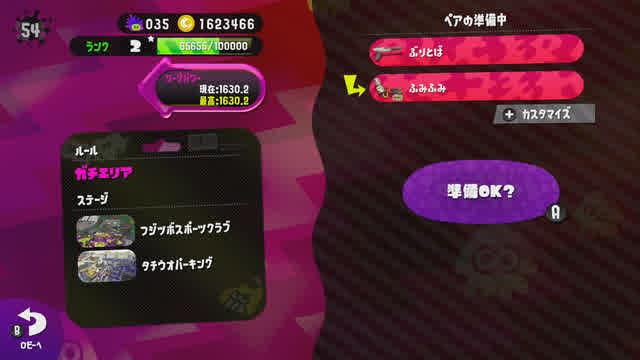 54
035
1623466
ランク 2 65655/100000
リーグパワー
現在:1630.2
最高:1630.2
ルール
ガチエリア
ステージ
フジツボスポーツクラブ
タチウオパーキング
B
ロビーへ
ペアの準備中
ぷりとぱ
ふみふみ
+ カスタマイズ
準備OK?
A